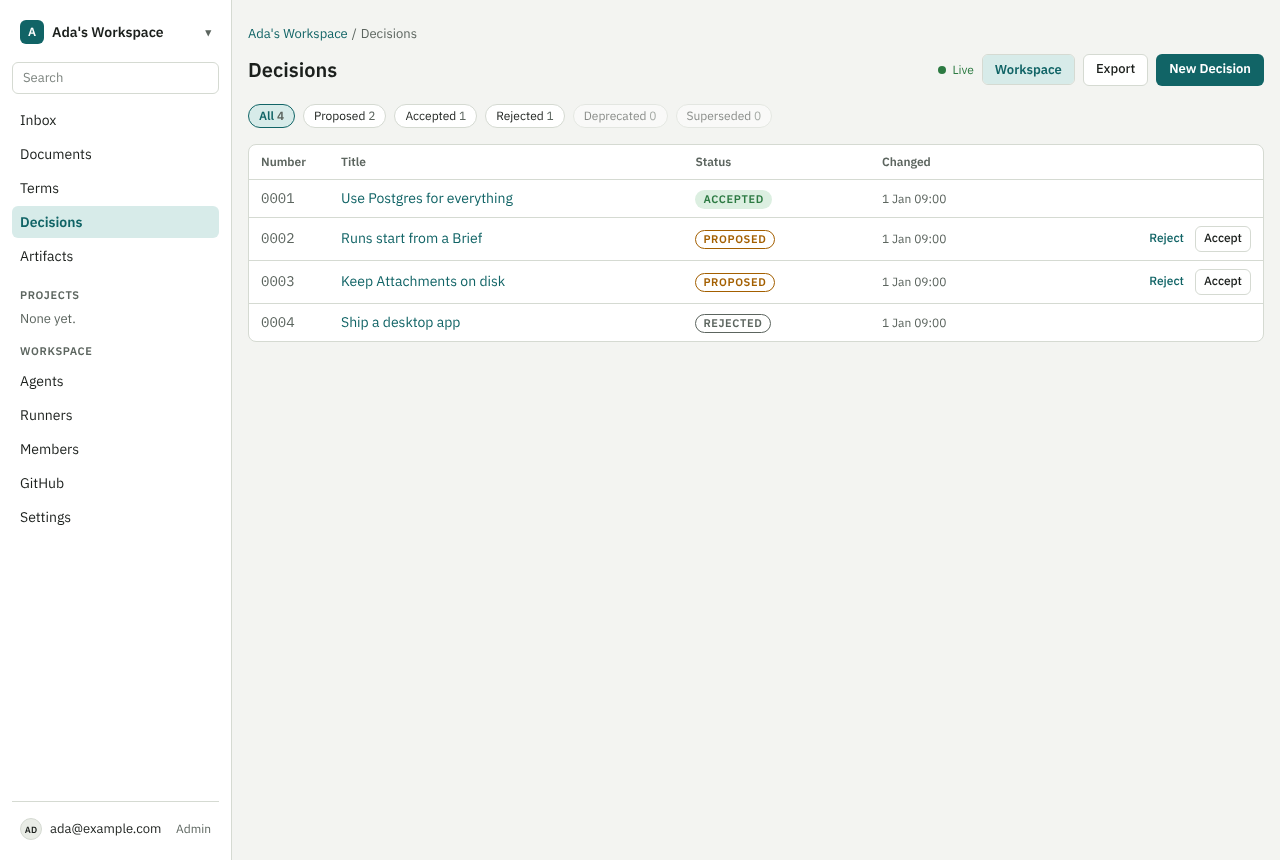 A Ada's Workspace ▾
Search
Inbox
Documents
Terms
Decisions
Artifacts
PROJECTS
None yet.
WORKSPACE
Agents
Runners
Members
GitHub
Settings
AD ada@example.com Admin
Ada's Workspace / Decisions
Decisions
Live Workspace Export New Decision
All 4 Proposed 2 Accepted 1 Rejected 1 Deprecated 0 Superseded 0
Number Title Status Changed
0001 Use Postgres for everything ACCEPTED 1 Jan 09:00
0002 Runs start from a Brief PROPOSED 1 Jan 09:00 Reject Accept
0003 Keep Attachments on disk PROPOSED 1 Jan 09:00 Reject Accept
0004 Ship a desktop app REJECTED 1 Jan 09:00